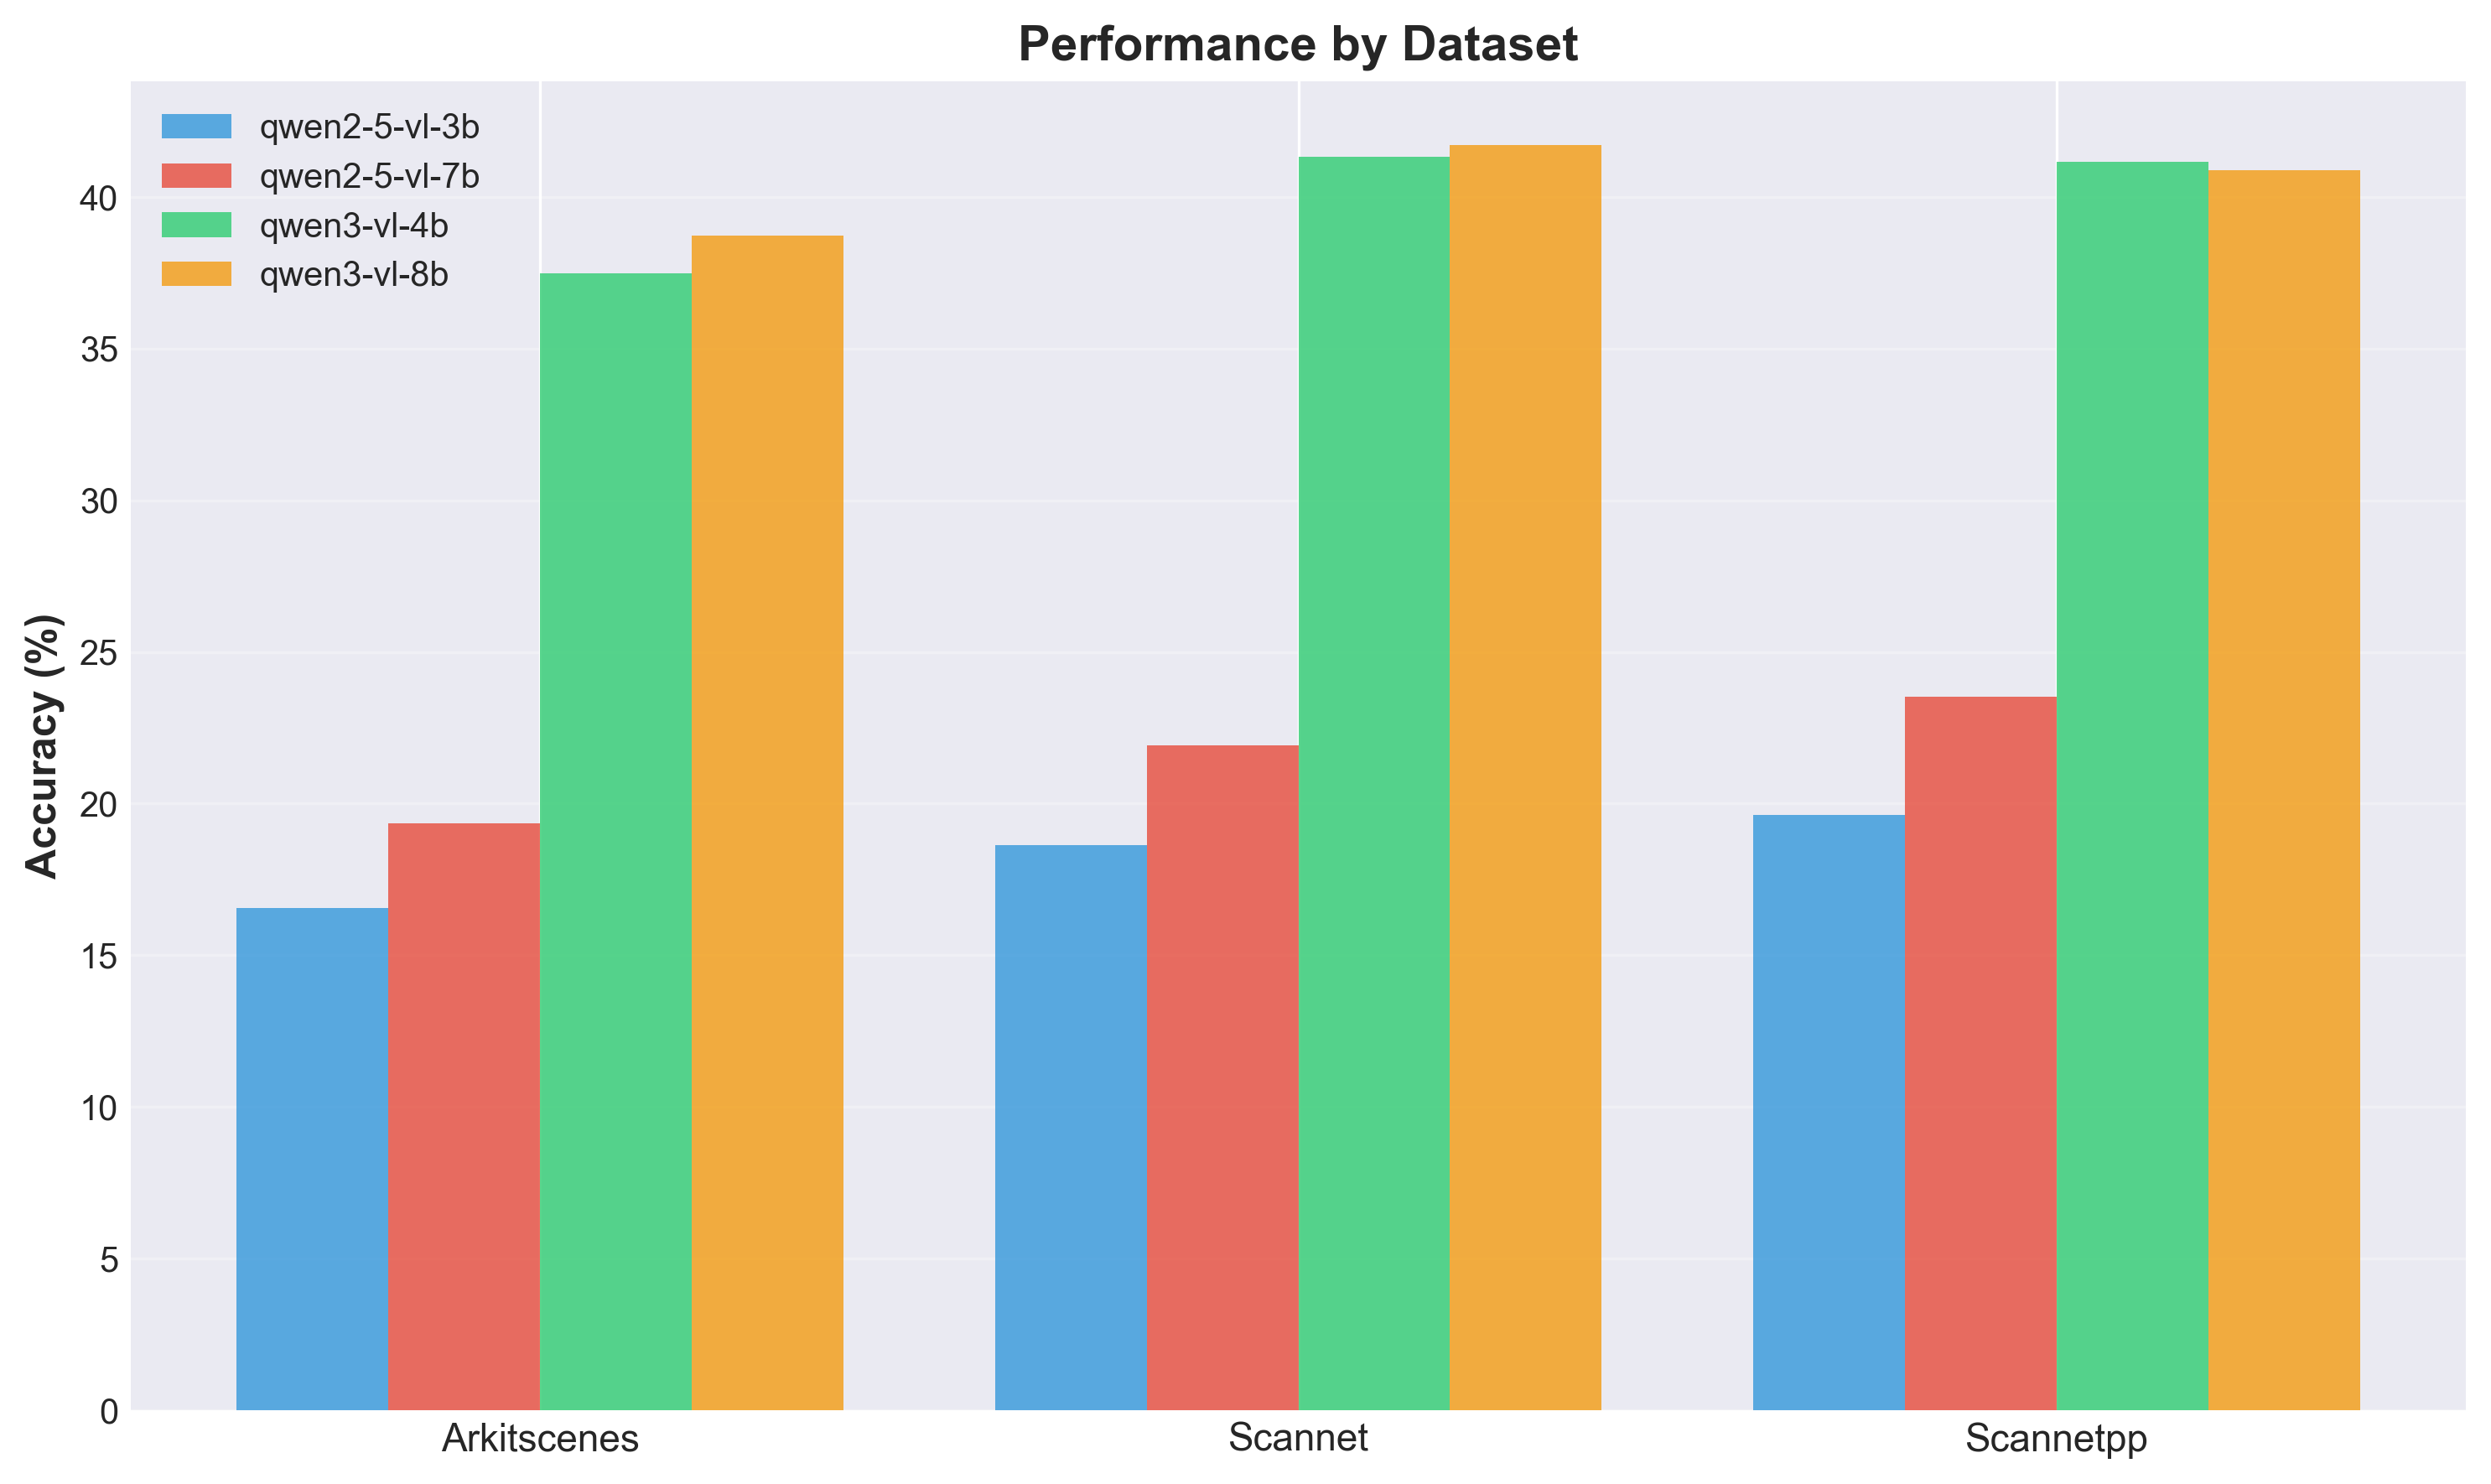 Performance by Dataset
qwen2-5-vl-3b
qwen2-5-vl-7b
qwen3-vl-4b
qwen3-vl-8b
Accuracy (%)
40
35
30
25
20
15
10
5
0
Arkitscenes
Scannet
Scannetpp